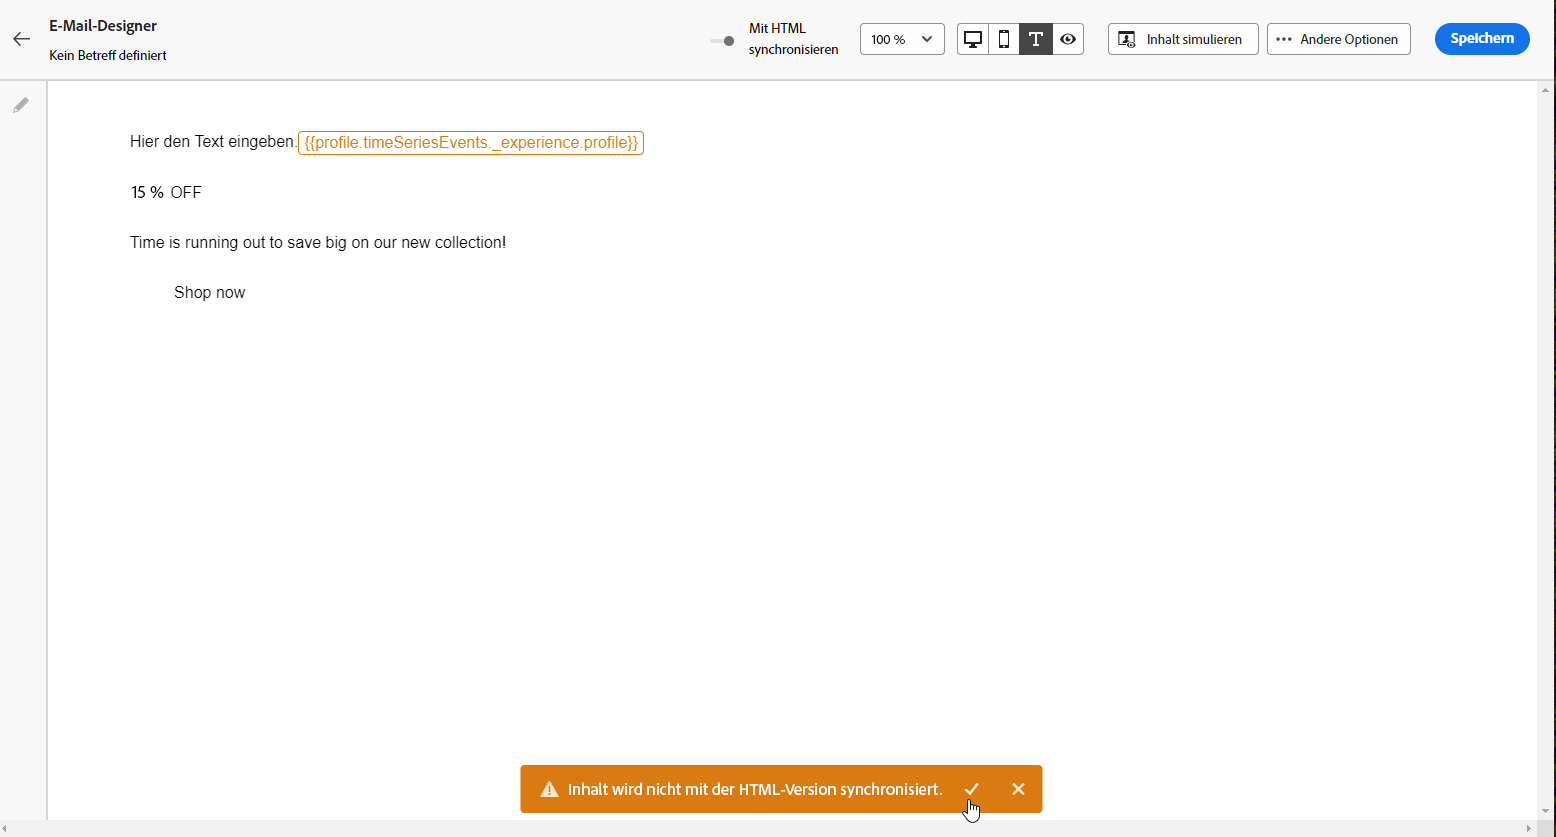 E-Mail-Designer
Kein Betreff definiert
Mit HTML
synchronisieren
100 %
T
Inhalt simulieren
Andere Optionen
Speichern
Hier den Text eingeben. {{profile.timeSeriesEvents._experience.profile}}
15 % OFF
Time is running out to save big on our new collection!
Shop now
Inhalt wird nicht mit der HTML-Version synchronisiert.